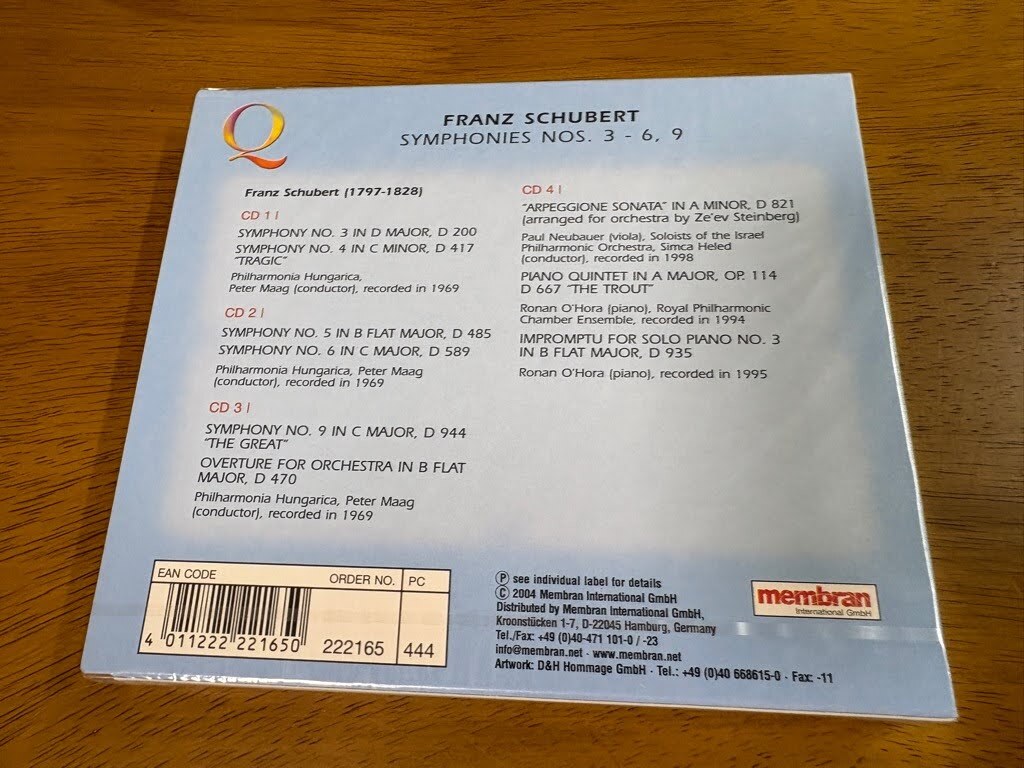 Q
FRANZ SCHUBERT
SYMPHONIES NOS. 3 - 6, 9
Franz Schubert (1797-1828)
CD 1 |
SYMPHONY NO. 3 IN D MAJOR, D 200
SYMPHONY NO. 4 IN C MINOR, D 417
"TRAGIC"
Philharmonia Hungarica,
Peter Maag (conductor), recorded in 1969
CD 2 |
SYMPHONY NO. 5 IN B FLAT MAJOR, D 485
SYMPHONY NO. 6 IN C MAJOR, D 589
Philharmonia Hungarica, Peter Maag
(conductor), recorded in 1969
CD 3 |
SYMPHONY NO. 9 IN C MAJOR, D 944
"THE GREAT"
OVERTURE FOR ORCHESTRA IN B FLAT
MAJOR, D 470
Philharmonia Hungarica, Peter Maag
(conductor), recorded in 1969
CD 4 |
"ARPEGGIONE SONATA" IN A MINOR, D 821
(arranged for orchestra by Ze'ev Steinberg)
Paul Neubauer (viola), Soloists of the Israel
Philharmonic Orchestra, Simca Heled
(conductor), recorded in 1998
PIANO QUINTET IN A MAJOR, OP. 114
D 667 "THE TROUT"
Ronan O'Hora (piano), Royal Philharmonic
Chamber Ensemble, recorded in 1994
IMPROMPTU FOR SOLO PIANO NO. 3
IN B FLAT MAJOR, D 935
Ronan O'Hora (piano), recorded in 1995
EAN CODE
ORDER NO.
PC
4 011222 221650
222165
444
Ⓟ see individual label for details
© 2004 Membran International GmbH
Distributed by Membran International GmbH,
Kroonstücken 1-7, D-22045 Hamburg, Germany
Tel./Fax: +49 (0)40-471 101-0 / -23
info@membran.net · www.membran.net
Artwork: D&H Hommage GmbH · Tel.: +49 (0)40 668615-0 · Fax: -11
membran
International GmbH